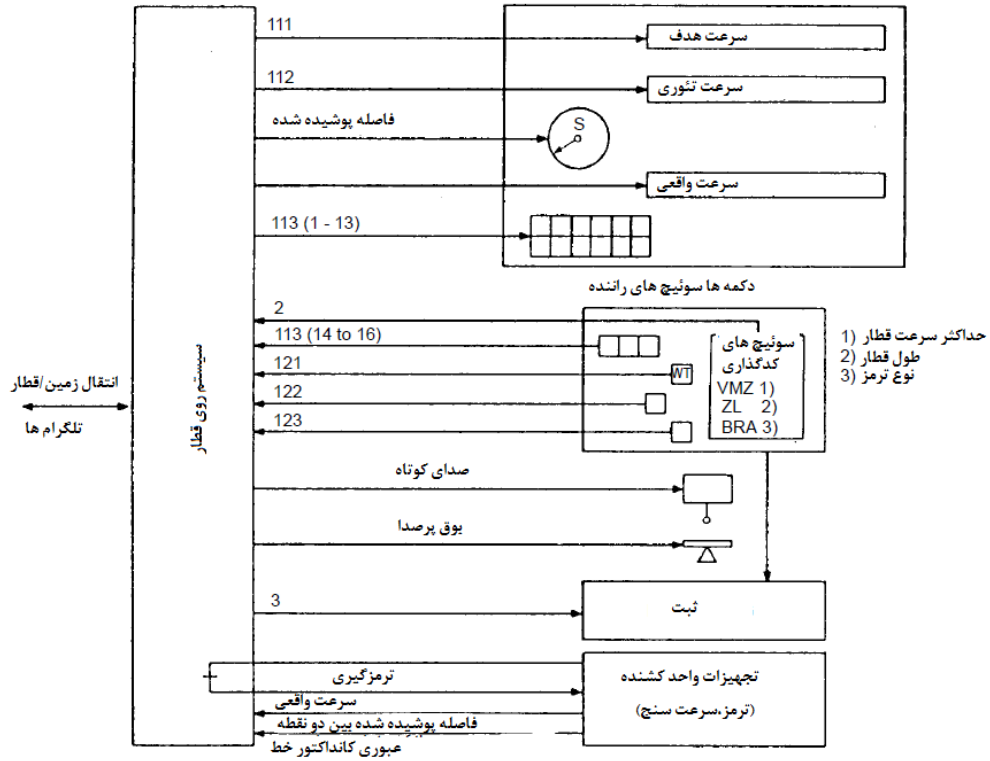 111
سرعت هدف
112
سرعت تئوری
فاصله پوشیده شده
S
سرعت واقعی
113 (1 - 13)
دکمه ها سوئیچ های راننده
2
113 (14 to 16)
121
122
123
WT
سوئیچ های
کدگذاری
VMZ 1)
ZL 2)
BRA 3)
1) حداکثر سرعت قطار
2) طول قطار
3) نوع ترمز
انتقال زمین/قطار
تلگرام ها
سیستم روی قطار
صدای کوتاه
یوق پرصدا
3
ثبت
ترمزگیری
سرعت واقعی
فاصله پوشیده شده بین دو نقطه
عبوری کانداکتور خط
تجهیزات واحد کشنده
(ترمز،سرعت سنج)